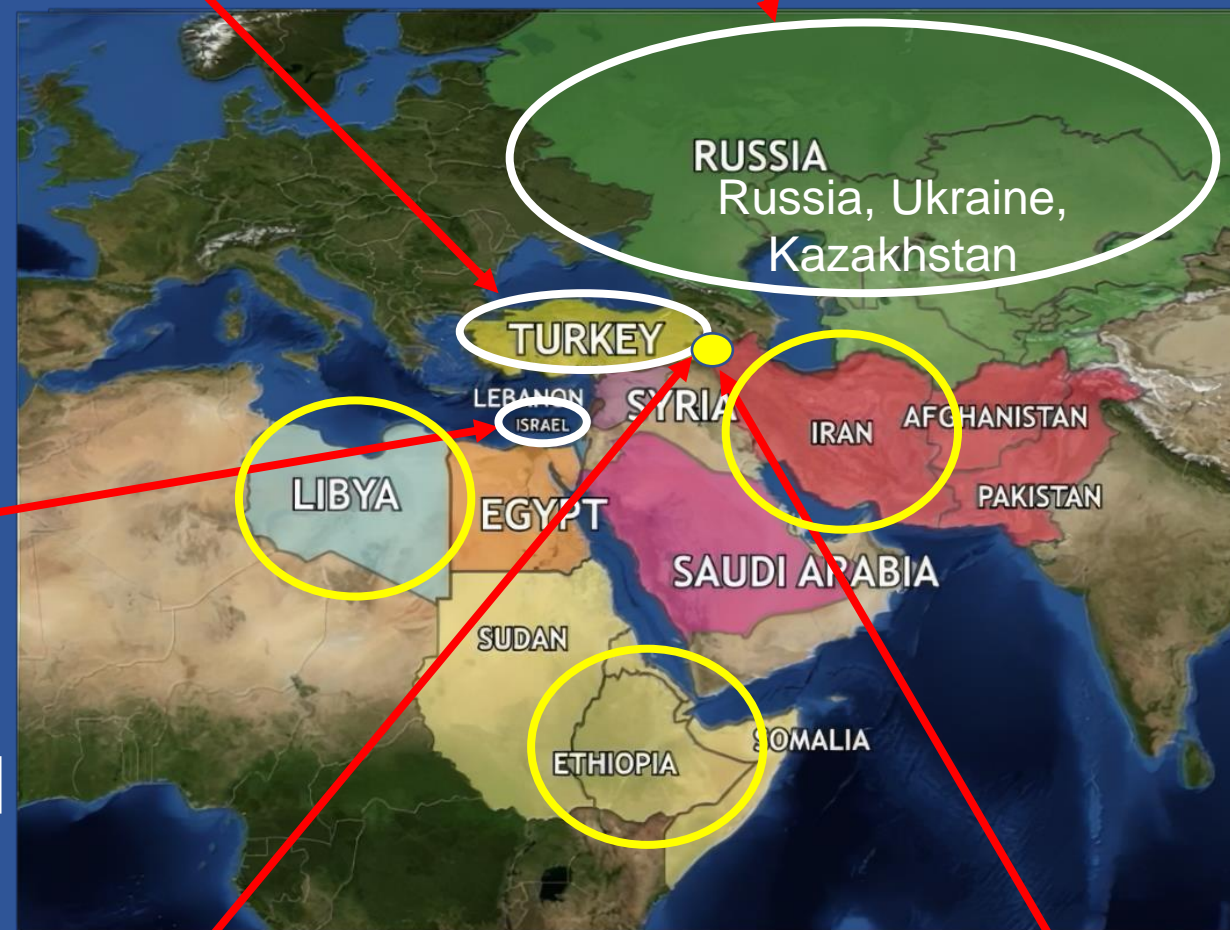 RUSSIA
Russia, Ukraine,
Kazakhstan
TURKEY
LEBANON
SYRIA
ISRAEL
IRAN
AFGHANISTAN
LIBYA
EGYPT
PAKISTAN
SAUDI ARABIA
SUDAN
ETHIOPIA
SOMALIA